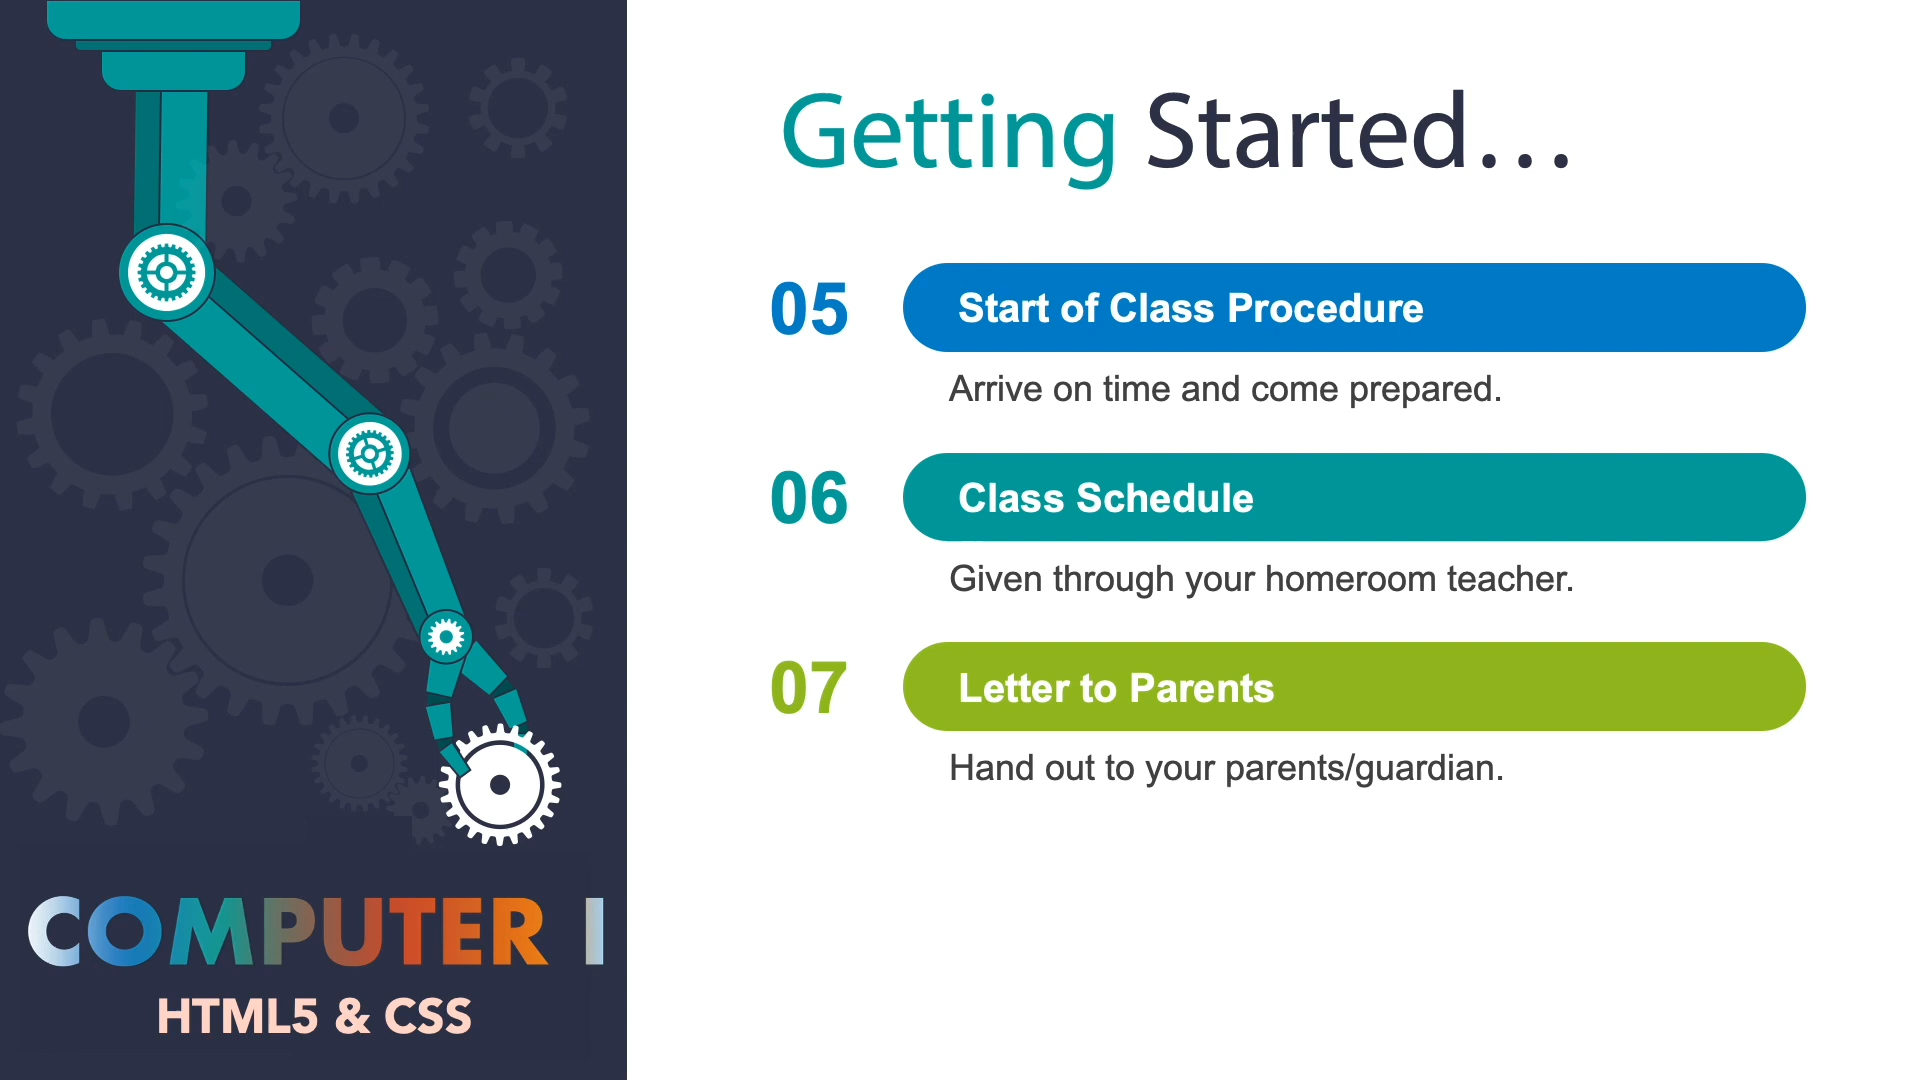 Getting Started...
05 Start of Class Procedure
Arrive on time and come prepared.
06 Class Schedule
Given through your homeroom teacher.
07 Letter to Parents
Hand out to your parents/guardian.
COMPUTER I
HTML5 & CSS